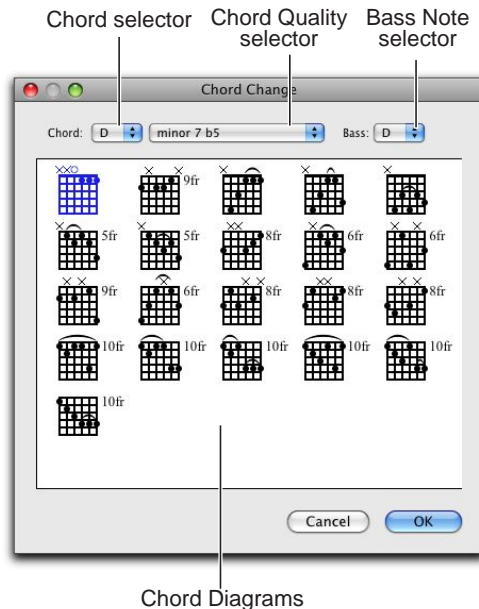 Chord selector
Chord Quality selector
Bass Note selector
Chord Change
Chord: D minor 7 b5 Bass: D
9fr
5fr 5fr 8fr 6fr 6fr
9fr 6fr 8fr 8fr 8fr
10fr 10fr 10fr 10fr 10fr
10fr
Cancel OK
Chord Diagrams